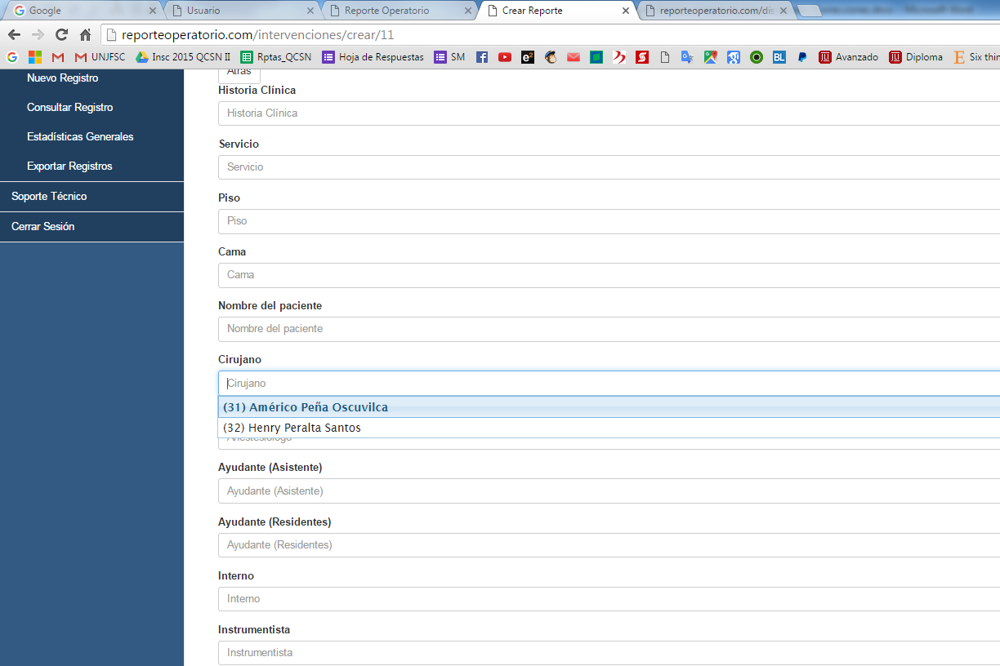 Google
Usuario
Reporte Operatorio
Crear Reporte
reporteoperatorio.com/dis
reporteoperatorio.com/intervenciones/crear/11
UNJFSC
Insc 2015 QCSN II
Rptas_QCSN
Hoja de Respuestas
SM
BL
Avanzado
Diploma
Six thin
Nuevo Registro
Consultar Registro
Estadísticas Generales
Exportar Registros
Soporte Técnico
Cerrar Sesión
Atrás
Historia Clínica
Historia Clínica
Servicio
Servicio
Piso
Piso
Cama
Cama
Nombre del paciente
Nombre del paciente
Cirujano
Cirujano
(31) Américo Peña Oscuvilca
(32) Henry Peralta Santos
Anestesiólogo
Ayudante (Asistente)
Ayudante (Asistente)
Ayudante (Residentes)
Ayudante (Residentes)
Interno
Interno
Instrumentista
Instrumentista